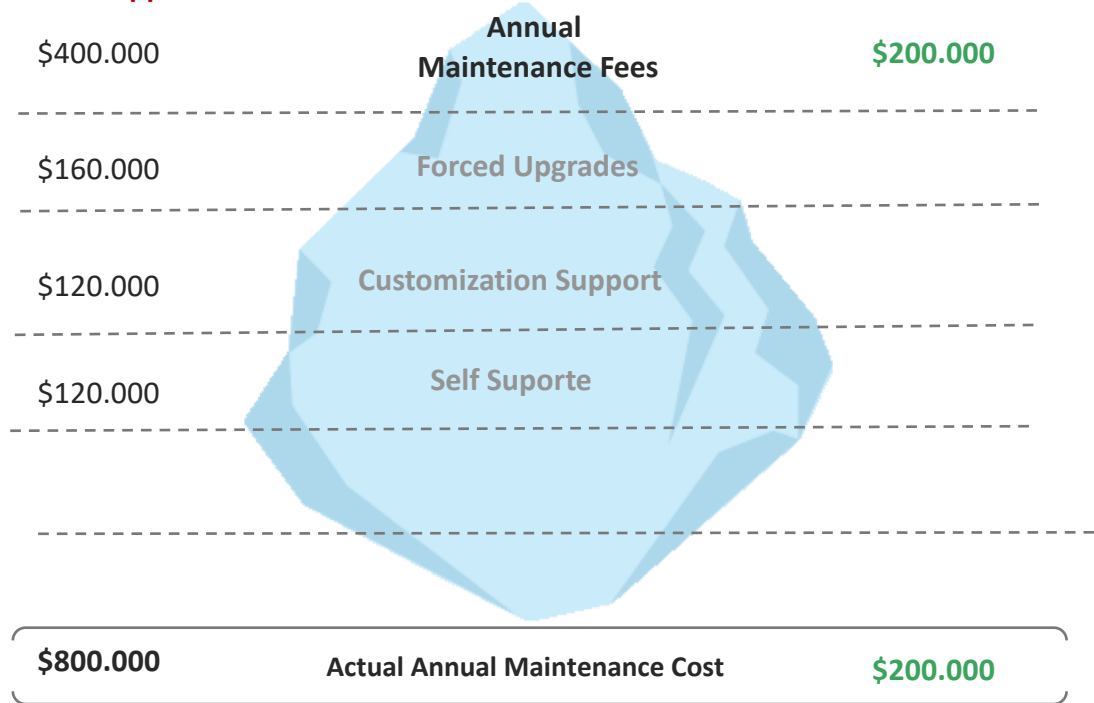 $400.000
Annual
Maintenance Fees
$200.000
$160.000
Forced Upgrades
$120.000
Customization Support
$120.000
Self Suporte
$800.000
Actual Annual Maintenance Cost
$200.000